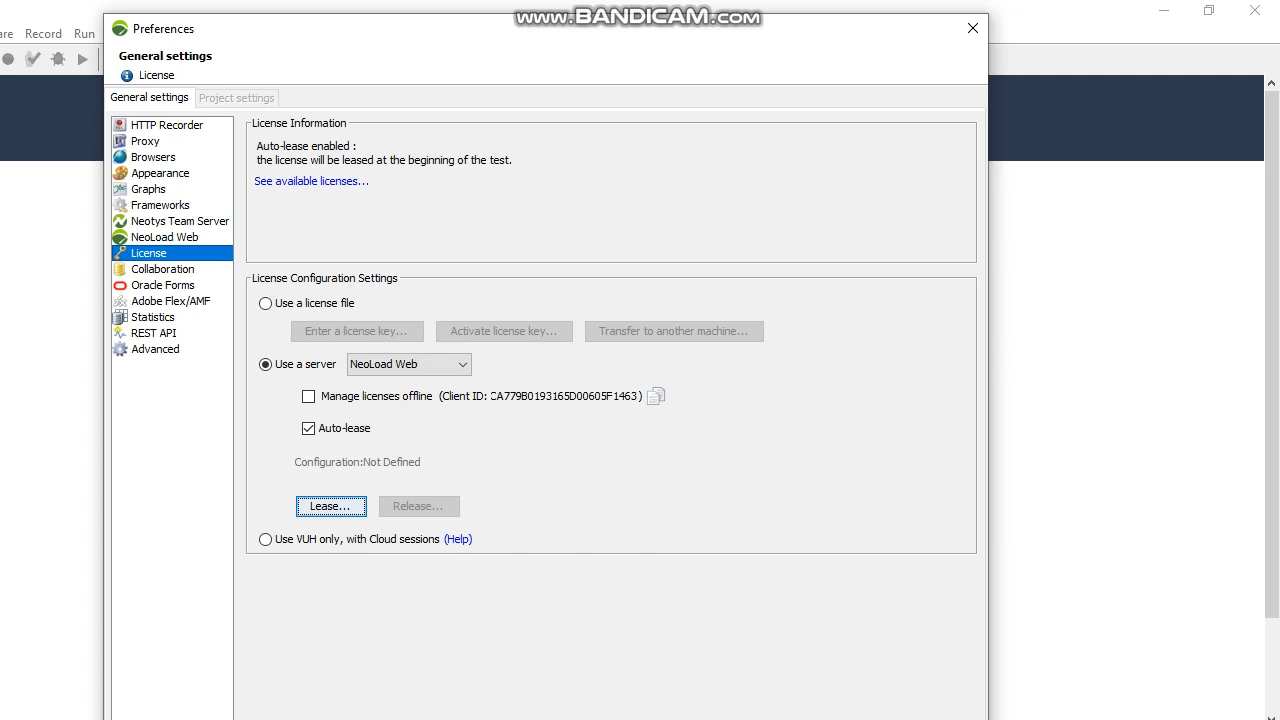 www.BANDICAM.com
Preferences
are Record Run
General settings
License
General settings Project settings
HTTP Recorder
Proxy
Browsers
Appearance
Graphs
Frameworks
Neotys Team Server
NeoLoad Web
License
Collaboration
Oracle Forms
Adobe Flex/AMF
Statistics
REST API
Advanced
License Information
Auto-lease enabled :
the license will be leased at the beginning of the test.
See available licenses...
License Configuration Settings
Use a license file
Enter a license key... Activate license key... Transfer to another machine...
Use a server NeoLoad Web
Manage licenses offline (Client ID: CA779B0193165D00605F1463)
Auto-lease
Configuration:Not Defined
Lease... Release...
Use VUH only, with Cloud sessions (Help)